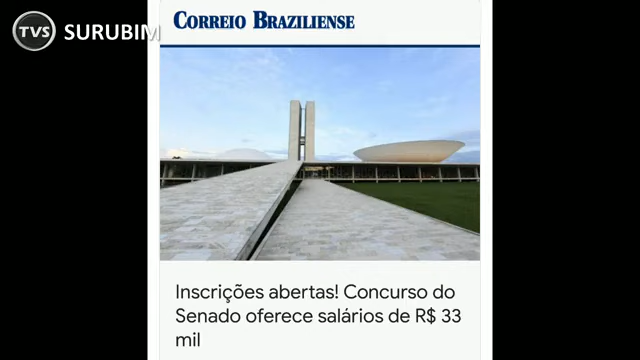 TVS SURUBIM
CORREIO BRAZILIENSE
Inscrições abertas! Concurso do
Senado oferece salários de R$ 33
mil